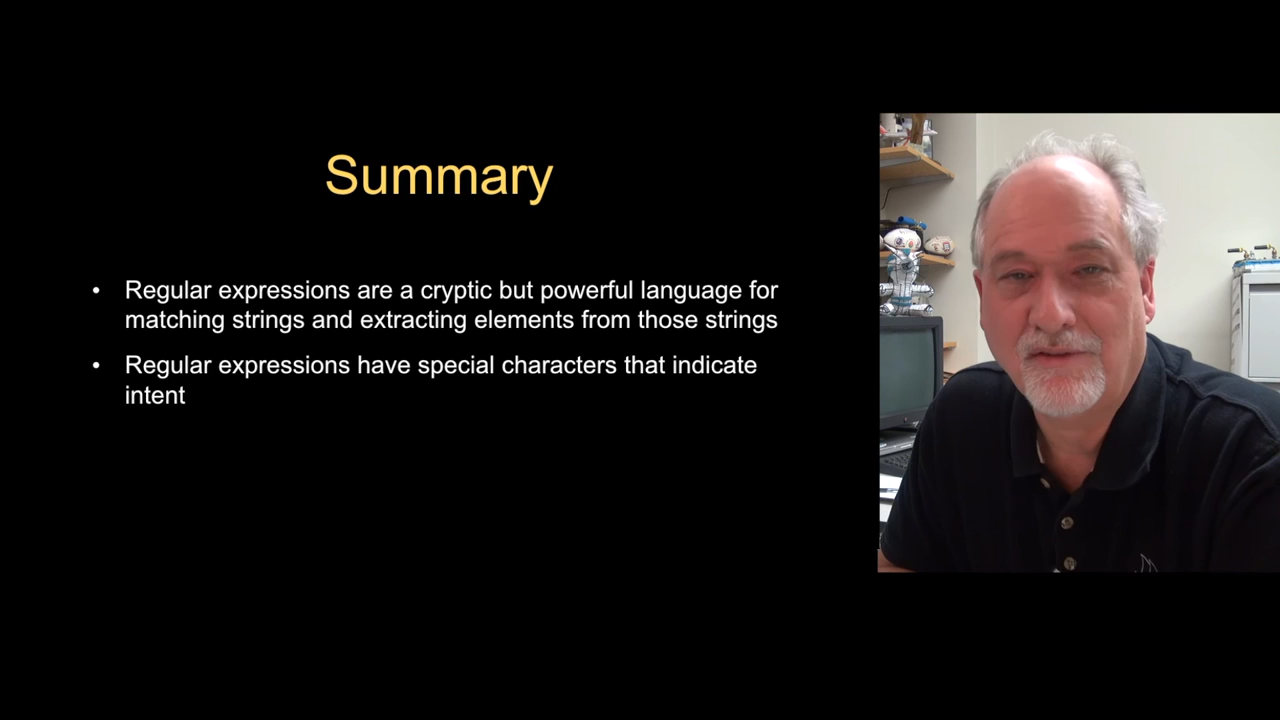 Summary
• Regular expressions are a cryptic but powerful language for
matching strings and extracting elements from those strings
• Regular expressions have special characters that indicate
intent